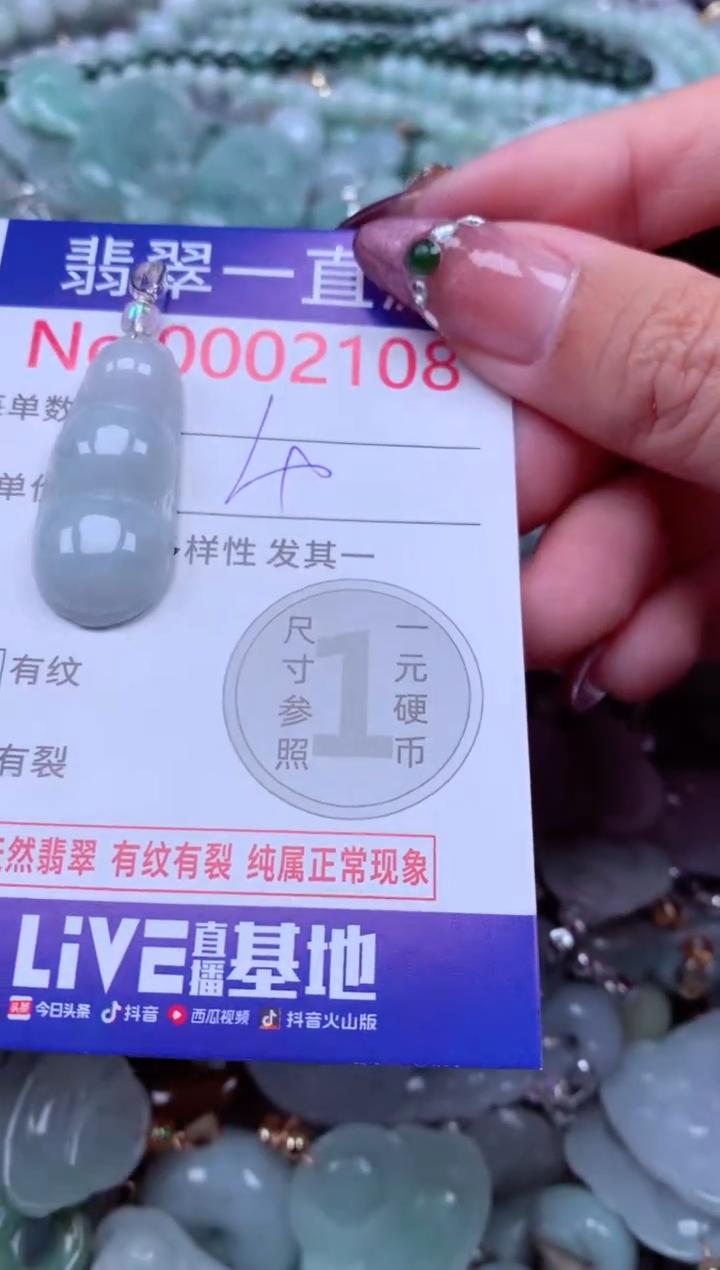 翡翠一直
No 0002108
单数
4
单
样性 发其一
尺寸参照
1
一元硬币
有纹
有裂
然翡翠 有纹有裂 纯属正常现象
LiVE直播基地
头条 今日头条 抖音 西瓜视频 抖音火山版